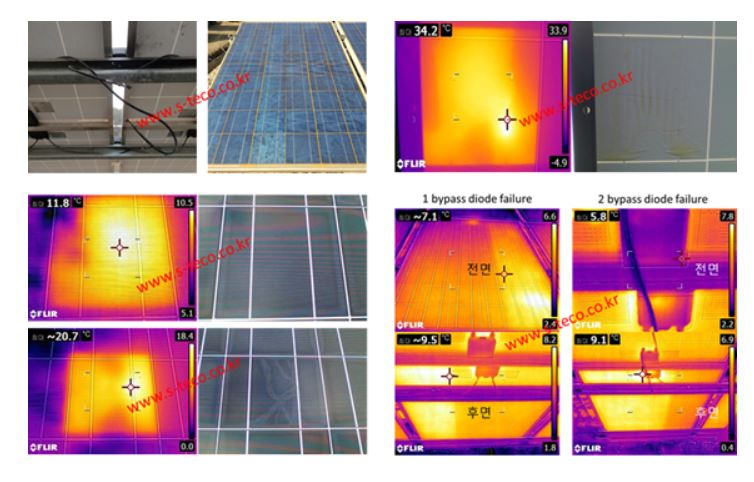 www.s-teco.co.kr
34.2 °C
33.9
www.s-teco.co.kr
-4.9
FLIR
11.8 °C
10.5
www.s-teco.co.kr
5.1
FLIR
~20.7 °C
18.4
www.s-teco.co.kr
0.0
FLIR
1 bypass diode failure
2 bypass diode failure
~7.1 °C
6.6
5.8 °C
7.8
전면
전면
2.4
2.2
FLIR
FLIR
www.s-teco.co.kr
~9.5 °C
8.2
9.1 °C
6.9
후면
후면
1.8
0.4
FLIR
FLIR